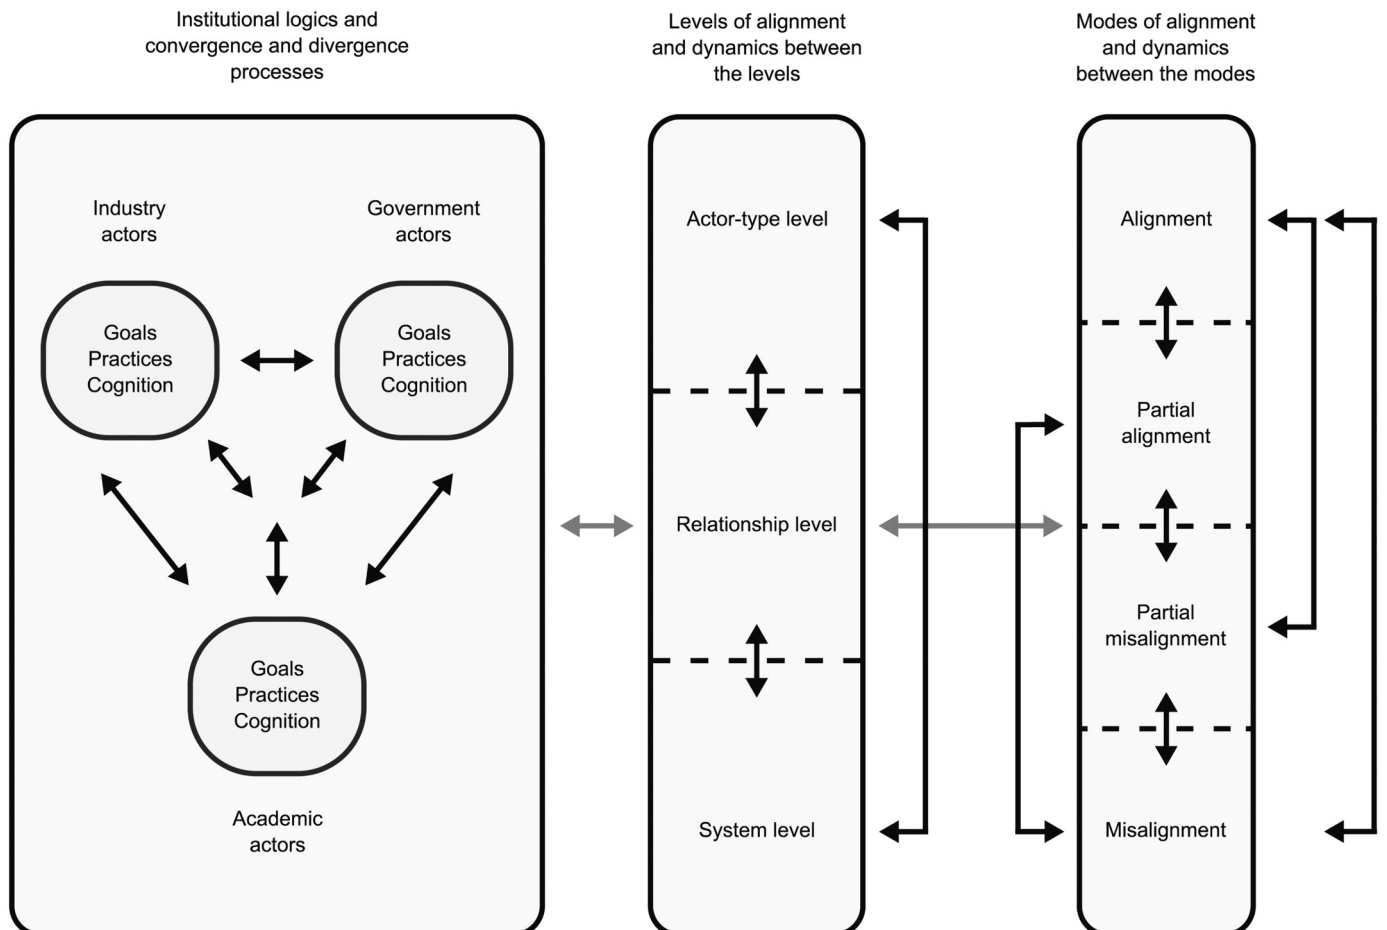 Institutional logics and
convergence and divergence
processes
Levels of alignment
and dynamics between
the levels
Modes of alignment
and dynamics
between the modes
Industry
actors
Government
actors
Goals
Practices
Cognition
Goals
Practices
Cognition
Goals
Practices
Cognition
Academic
actors
Actor-type level
Relationship level
System level
Alignment
Partial
alignment
Partial
misalignment
Misalignment